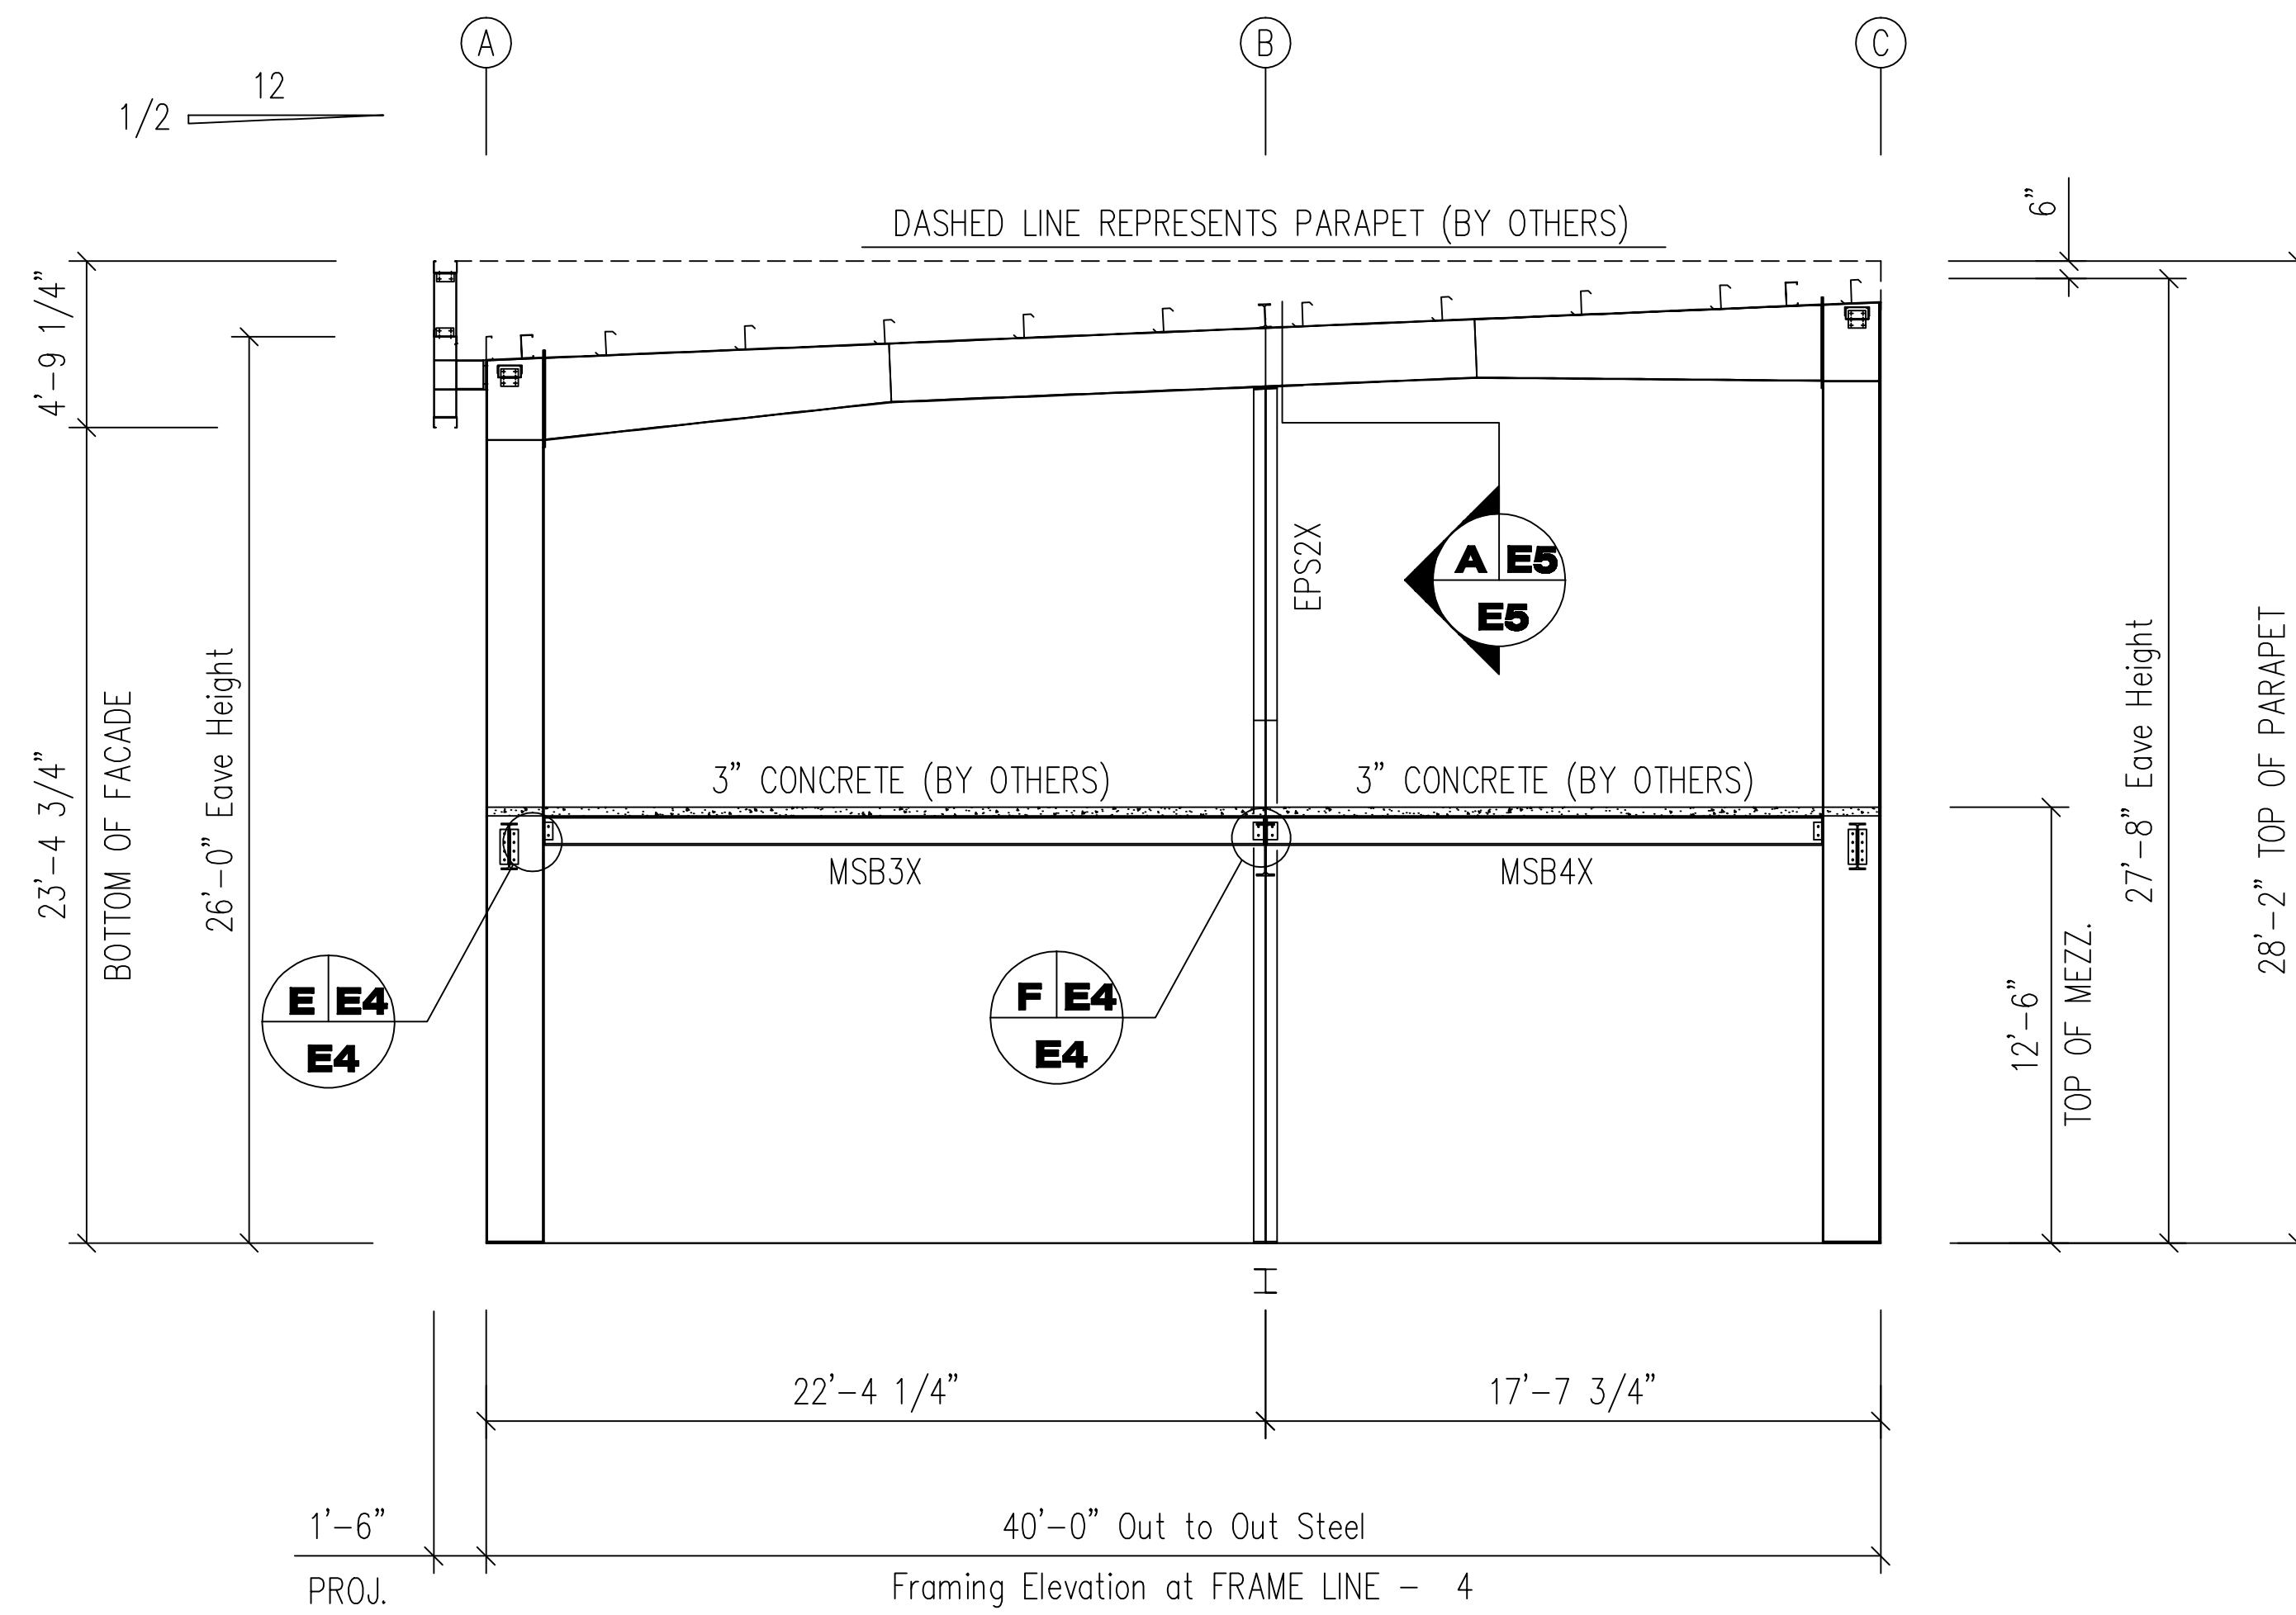 A
B
C
12
1/2
6”
DASHED LINE REPRESENTS PARAPET (BY OTHERS)
4’-9 1/4”
23’-4 3/4”
BOTTOM OF FACADE
26’-0” Eave Height
EPS2X
A E5
E5
3” CONCRETE (BY OTHERS)
3” CONCRETE (BY OTHERS)
MSB3X
MSB4X
E E4
E4
F E4
E4
12’-6”
TOP OF MEZZ.
27’-8” Eave Height
28’-2” TOP OF PARAPET
22’-4 1/4”
17’-7 3/4”
1’-6”
PROJ.
40’-0” Out to Out Steel
Framing Elevation at FRAME LINE - 4